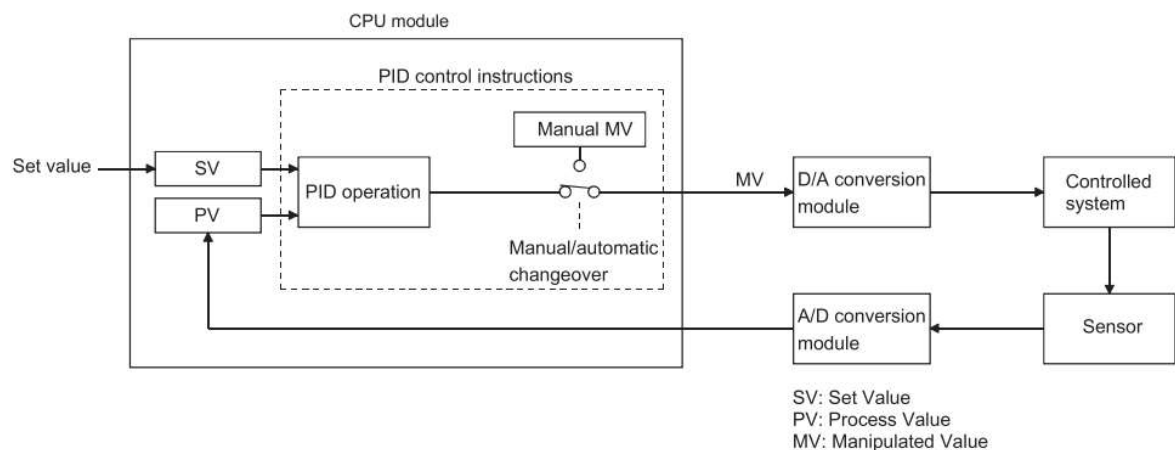 CPU module
PID control instructions
Manual MV
Set value
SV
PID operation
MV
D/A conversion
module
Controlled
system
PV
Manual/automatic
changeover
A/D conversion
module
Sensor
SV: Set Value
PV: Process Value
MV: Manipulated Value